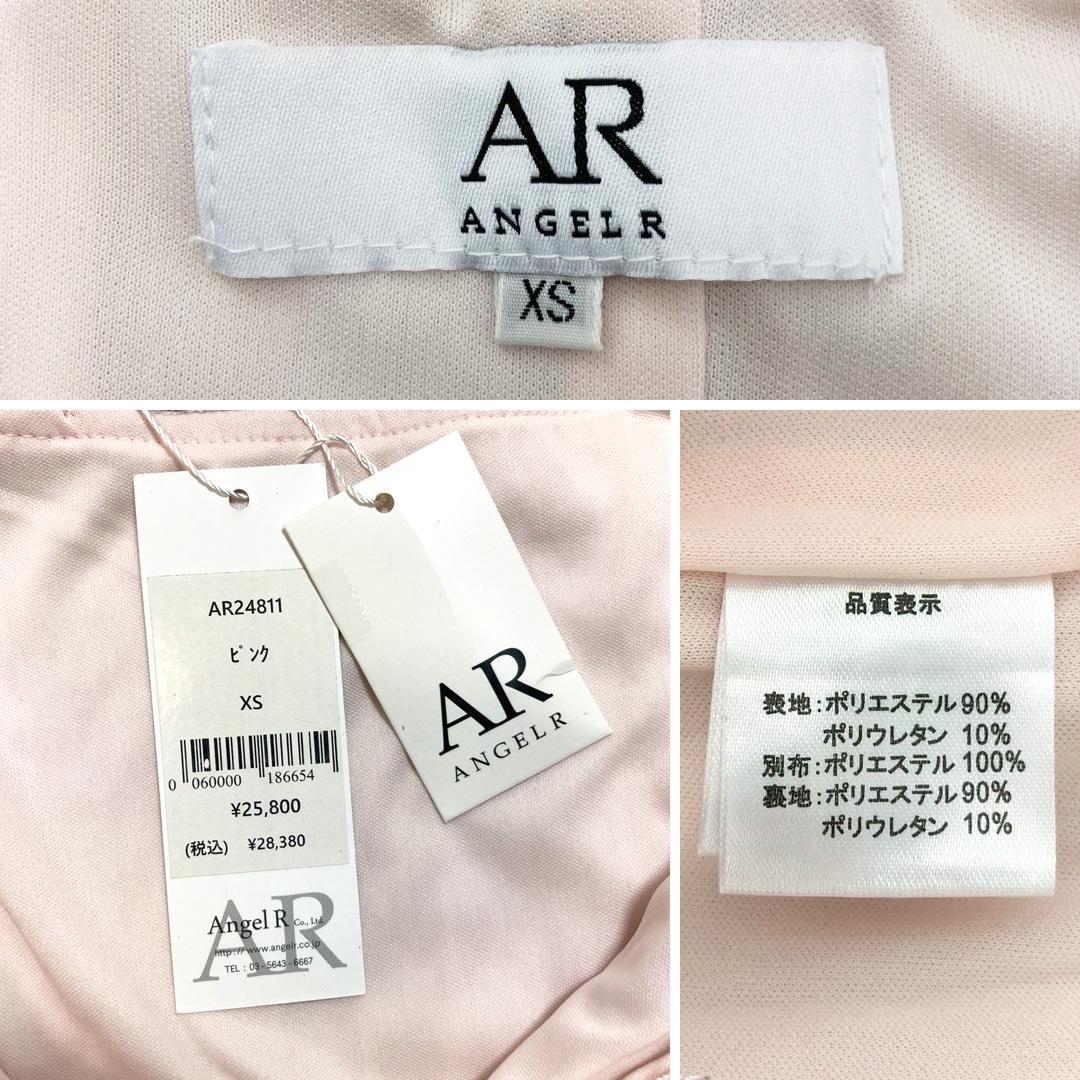 AR
ANGEL R
XS
AR24811
ﾋﾟﾝｸ
XS
0 060000 186654
¥25,800
(税込) ¥28,380
AR
Angel R Co., Ltd.
http://www.angelr.co.jp
TEL : 03-5643-6667
AR
ANGEL R
品質表示
表地:ポリエステル 90%
ポリウレタン 10%
別布:ポリエステル 100%
裏地:ポリエステル 90%
ポリウレタン 10%